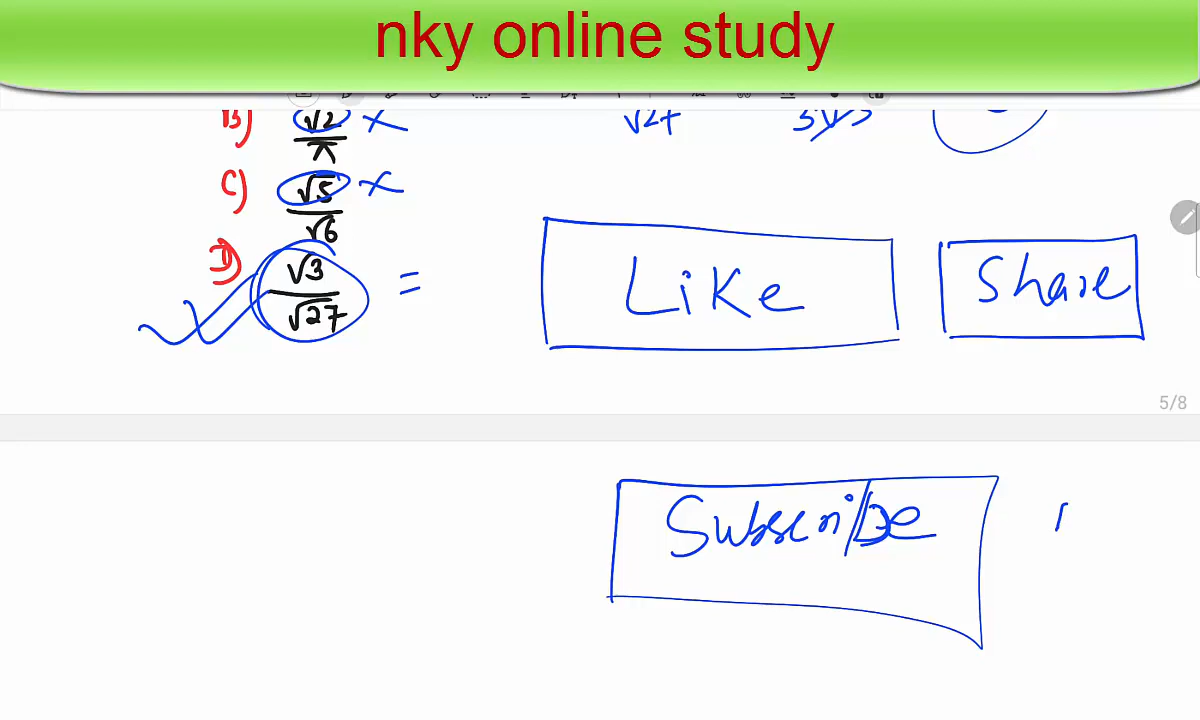 nky online study
B) √2/π ×
C) √5/√6 ×
D) √3/√27 =
Like
Share
5/8
Subscribe